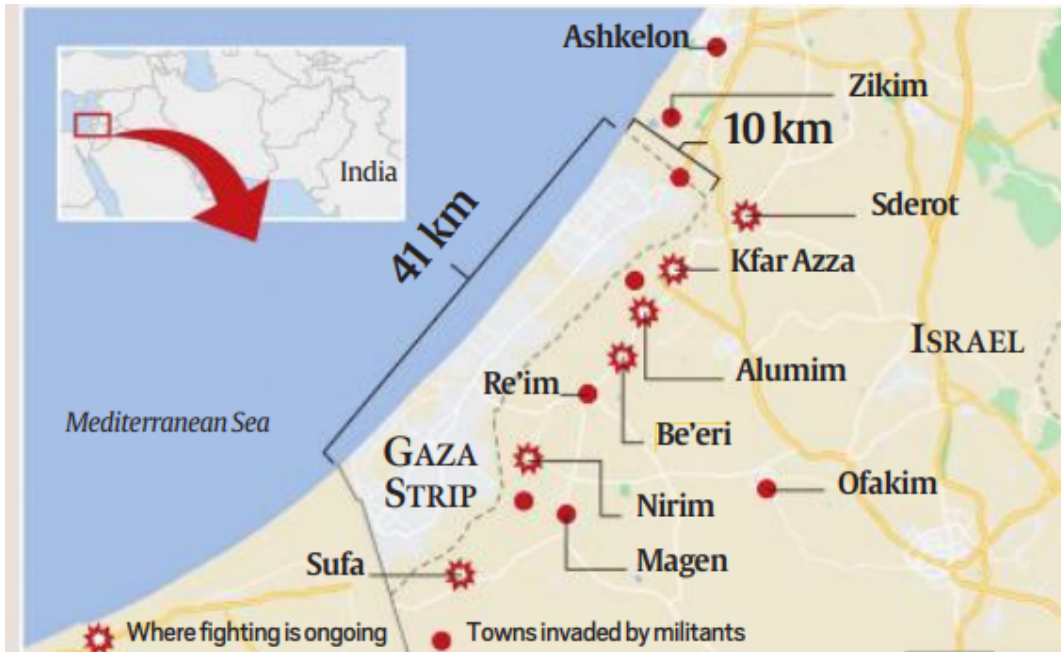 Ashkelon
Zikim
10 km
India
Sderot
41 km
Kfar Azza
ISRAEL
Alumim
Re'im
Mediterranean Sea
Be'eri
GAZA
STRIP
Ofakim
Nirim
Magen
Sufa
Where fighting is ongoing
Towns invaded by militants